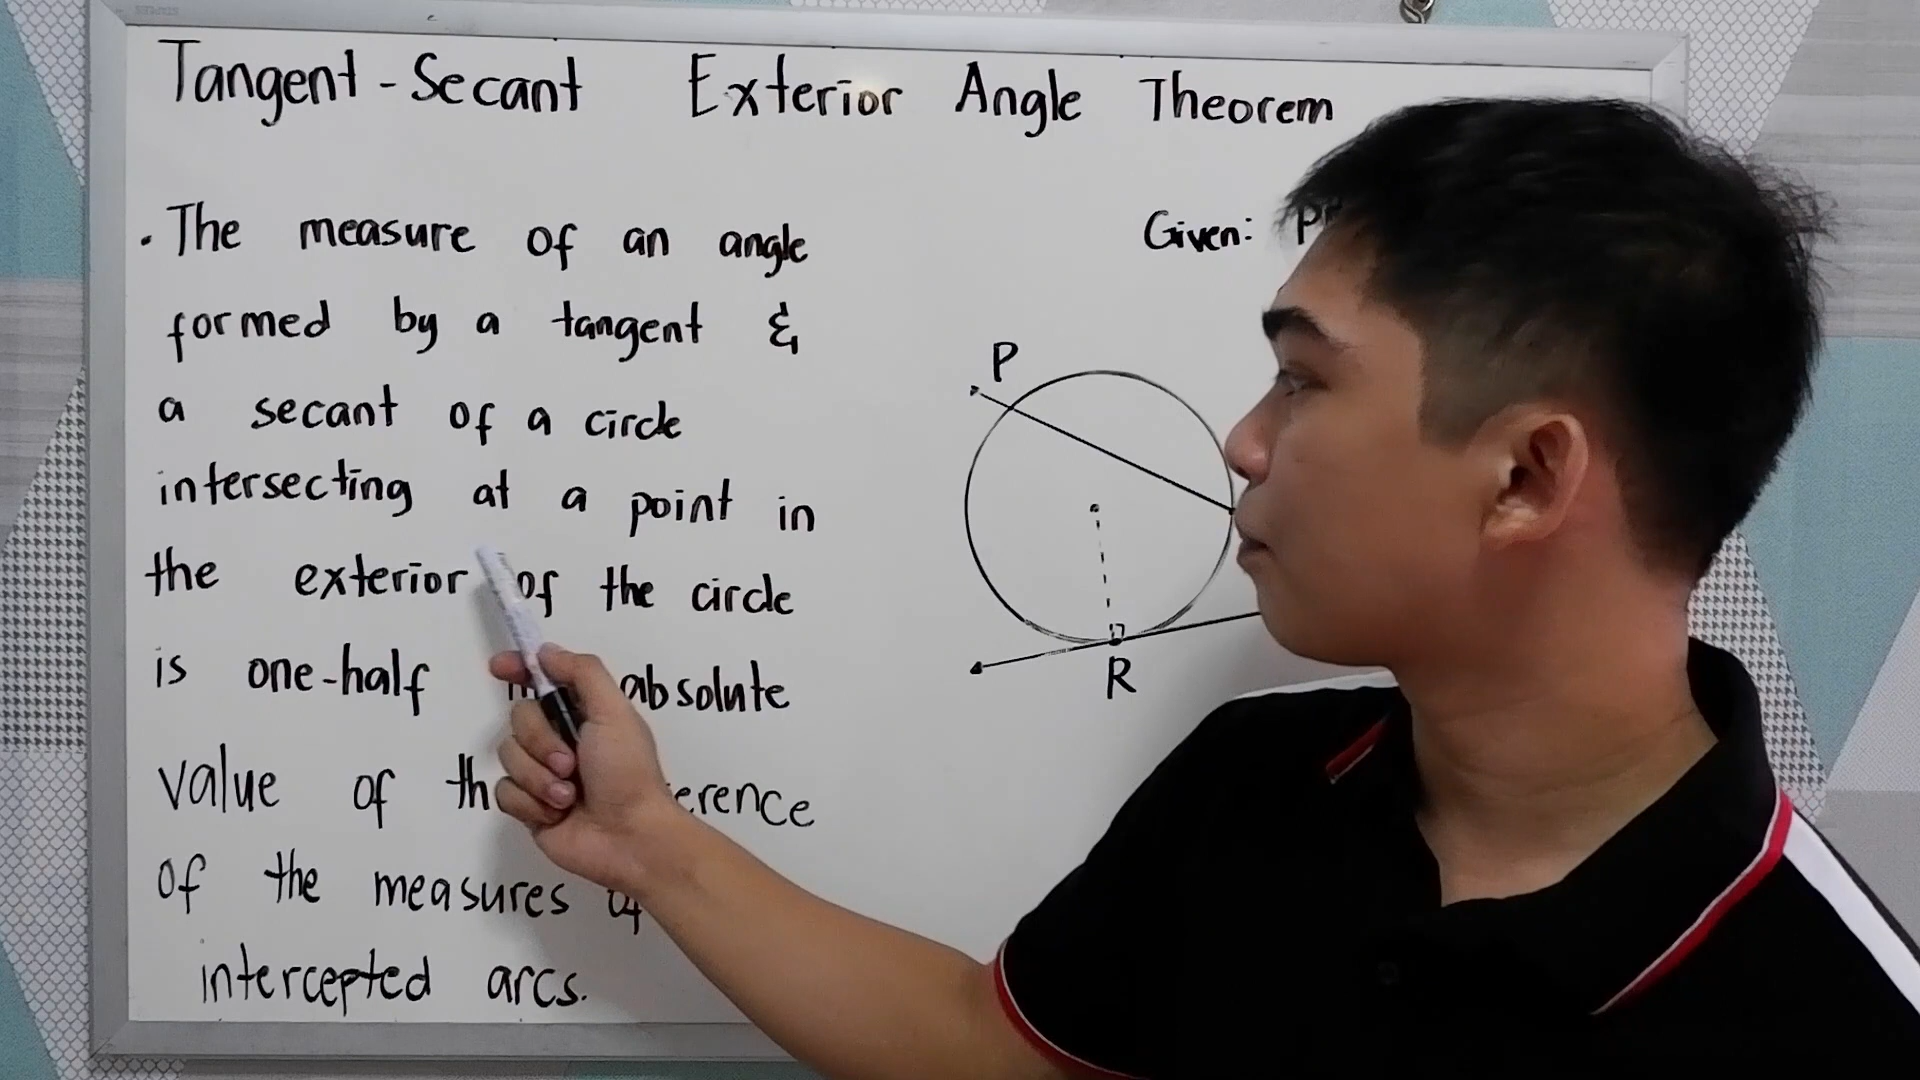 Tangent - Secant Exterior Angle Theorem
. The measure of an angle
formed by a tangent &
a secant of a circle
intersecting at a point in
the exterior of the circle
is one-half absolute
value of
of the measures
intercepted arcs.
Given:
P
R